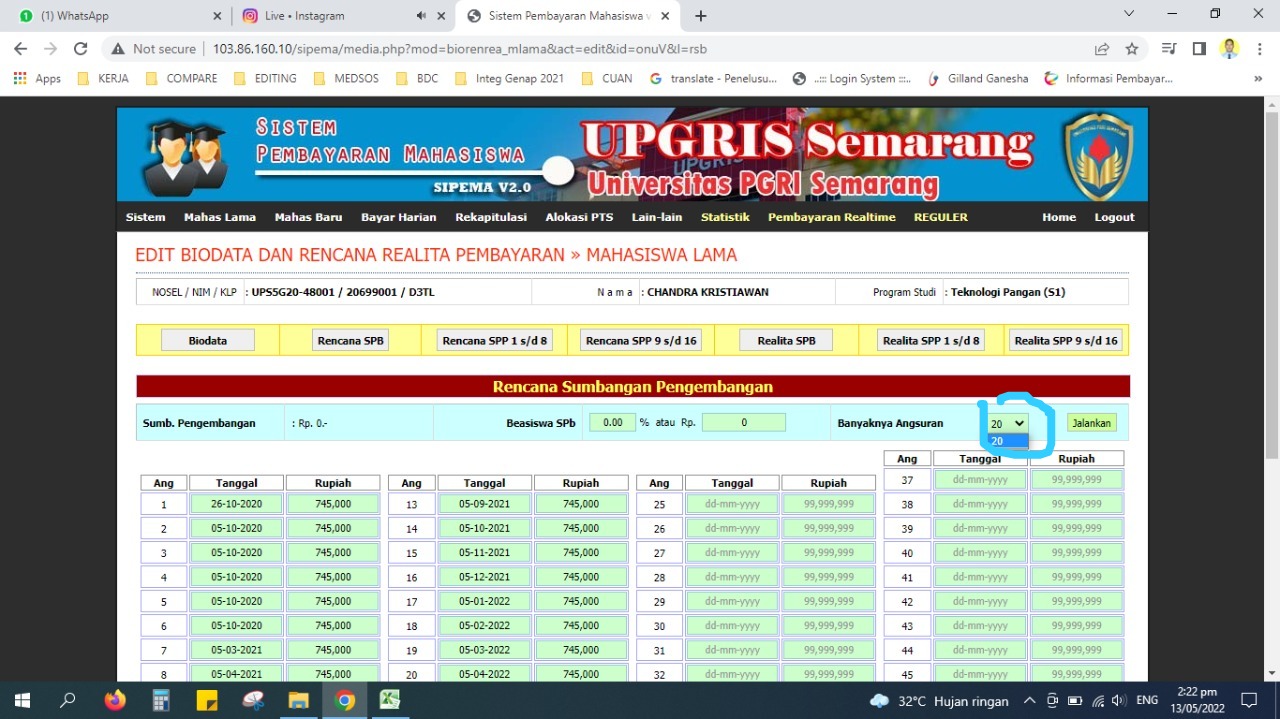 (1) WhatsApp
Live • Instagram
Sistem Pembayaran Mahasiswa v
Not secure | 103.86.160.10/sipema/media.php?mod=biorenrea_mlama&act=edit&id=onuV&l=rsb
Apps KERJA COMPARE EDITING MEDSOS BDC Integ Genap 2021 CUAN translate - Penelusu... ..::: Login System :::.. Gilland Ganesha Informasi Pembayar... »
SISTEM
PEMBAYARAN MAHASISWA
SIPEMA V2.0
UPGRIS Semarang
Universitas PGRI Semarang
UPGRIS
Sistem Mahas Lama Mahas Baru Bayar Harian Rekapitulasi Alokasi PTS Lain-lain Statistik Pembayaran Realtime REGULER Home Logout
EDIT BIODATA DAN RENCANA REALITA PEMBAYARAN » MAHASISWA LAMA
NOSEL / NIM / KLP : UPS5G20-48001 / 20699001 / D3TL N a m a : CHANDRA KRISTIAWAN Program Studi : Teknologi Pangan (S1)
Biodata Rencana SPB Rencana SPP 1 s/d 8 Rencana SPP 9 s/d 16 Realita SPB Realita SPP 1 s/d 8 Realita SPP 9 s/d 16
Rencana Sumbangan Pengembangan
Sumb. Pengembangan : Rp. 0.- Beasiswa SPb 0.00 % atau Rp. 0 Banyaknya Angsuran 20 Jalankan
20
Ang Tanggal Rupiah
Ang Tanggal Rupiah Ang Tanggal Rupiah Ang Tanggal Rupiah
37 dd-mm-yyyy 99,999,999
1 26-10-2020 745,000 13 05-09-2021 745,000 25 dd-mm-yyyy 99,999,999 38 dd-mm-yyyy 99,999,999
2 05-10-2020 745,000 14 05-10-2021 745,000 26 dd-mm-yyyy 99,999,999 39 dd-mm-yyyy 99,999,999
3 05-10-2020 745,000 15 05-11-2021 745,000 27 dd-mm-yyyy 99,999,999 40 dd-mm-yyyy 99,999,999
4 05-10-2020 745,000 16 05-12-2021 745,000 28 dd-mm-yyyy 99,999,999 41 dd-mm-yyyy 99,999,999
5 05-10-2020 745,000 17 05-01-2022 745,000 29 dd-mm-yyyy 99,999,999 42 dd-mm-yyyy 99,999,999
6 05-10-2020 745,000 18 05-02-2022 745,000 30 dd-mm-yyyy 99,999,999 43 dd-mm-yyyy 99,999,999
7 05-03-2021 745,000 19 05-03-2022 745,000 31 dd-mm-yyyy 99,999,999 44 dd-mm-yyyy 99,999,999
8 05-04-2021 745,000 20 05-04-2022 745,000 32 dd-mm-yyyy 99,999,999 45 dd-mm-yyyy 99,999,999
32°C Hujan ringan ENG 2:22 pm
13/05/2022